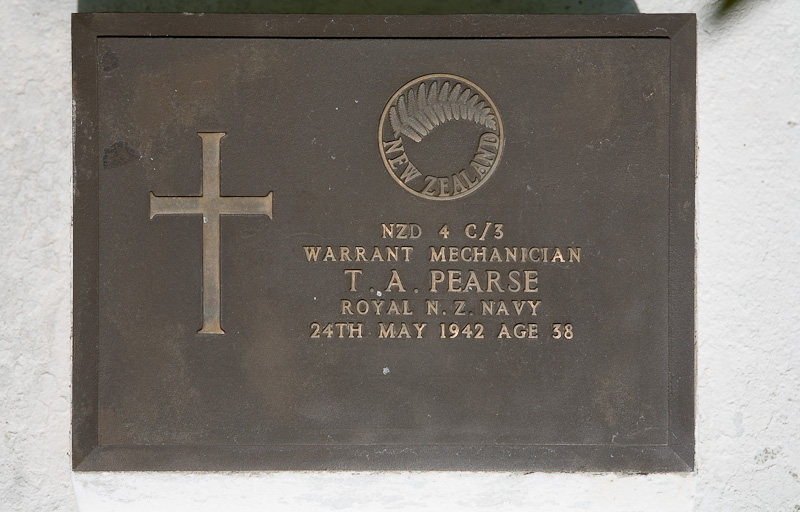 NEW ZEALAND
NZD 4 C/3
WARRANT MECHANICIAN
T. A. PEARSE
ROYAL N. Z. NAVY
24TH MAY 1942 AGE 38